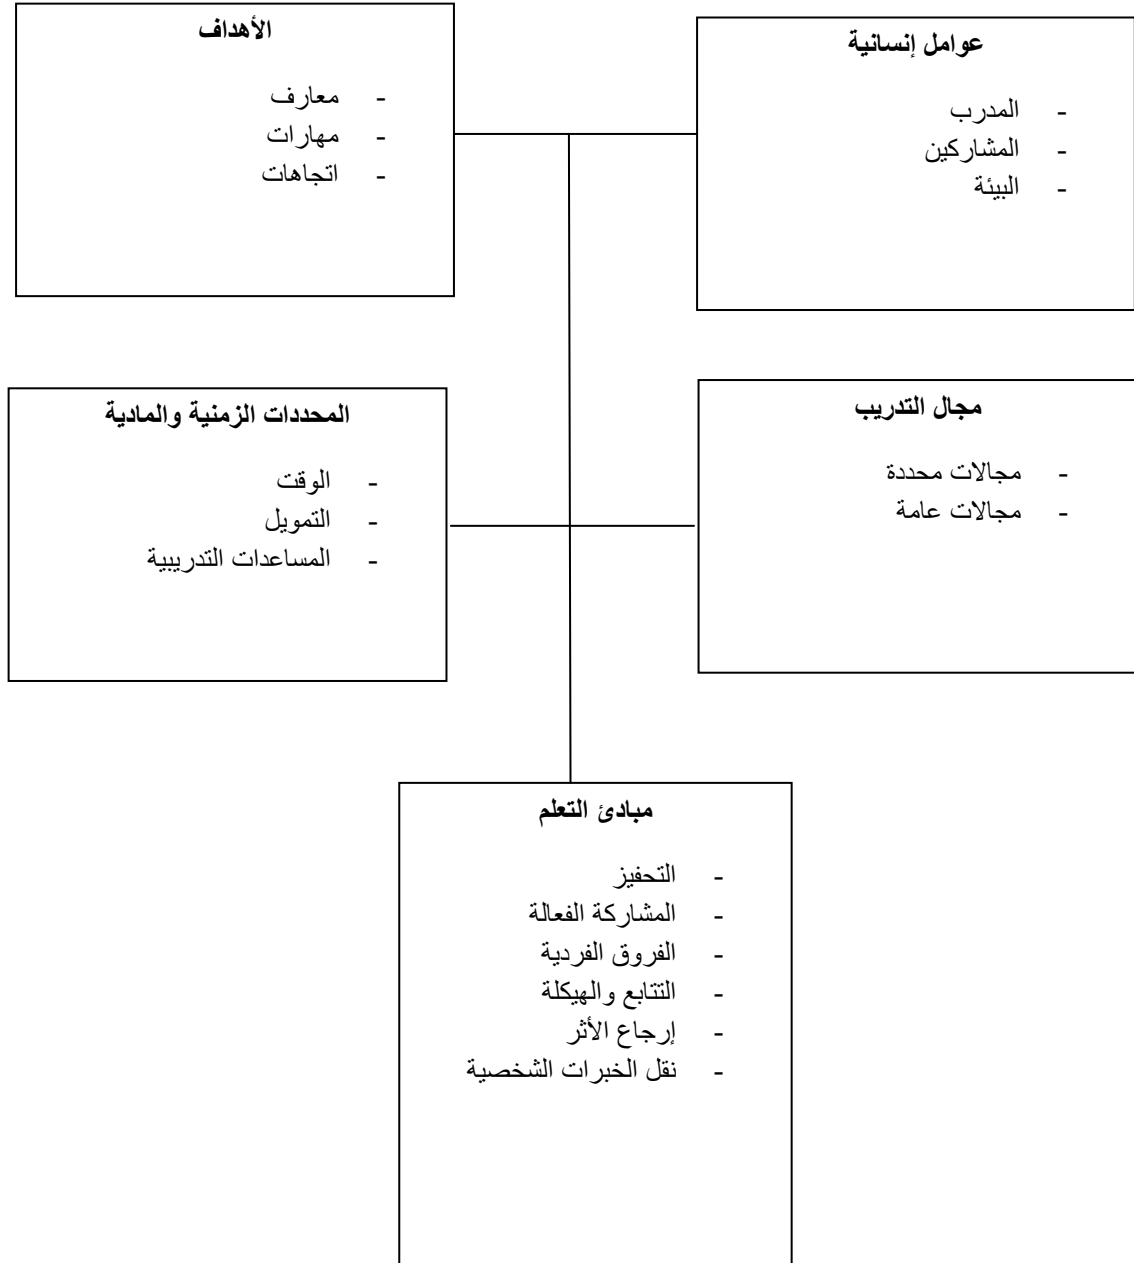 عوامل إنسانية
- المدرب
- المشاركين
- البيئة
الأهداف
- معارف
- مهارات
- اتجاهات
مجال التدريب
- مجالات محددة
- مجالات عامة
المحددات الزمنية والمادية
- الوقت
- التمويل
- المساعدات التدريبية
مبادئ التعلم
- التحفيز
- المشاركة الفعالة
- الفروق الفردية
- التتابع والهيكلة
- إرجاع الأثر
- نقل الخبرات الشخصية